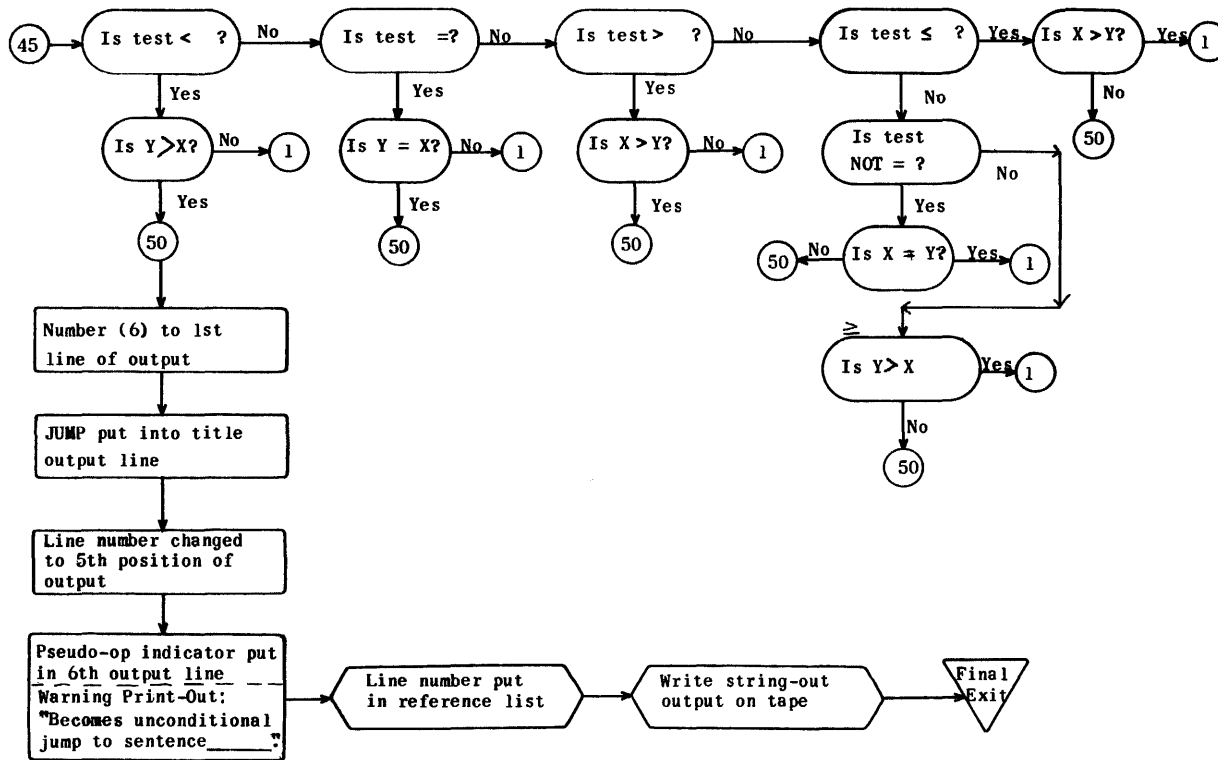 45
Is test < ?
No
Is test =?
No
Is test > ?
No
Is test ≤ ?
Yes
Is X > Y?
Yes
1
Yes
Yes
Yes
No
No
Is Y > X?
No
1
Is Y = X?
No
1
Is X > Y?
No
1
Is test
NOT = ?
No
50
Yes
Yes
Yes
Yes
50
50
50
50
No
Is X = Y?
Yes
1
Number (6) to 1st
line of output
≥
Is Y > X
Yes
1
JUMP put into title
output line
No
50
Line number changed
to 5th position of
output
Pseudo-op indicator put
in 6th output line
Warning Print-Out:
"Becomes unconditional
jump to sentence______."
Line number put
in reference list
Write string-out
output on tape
Final
Exit